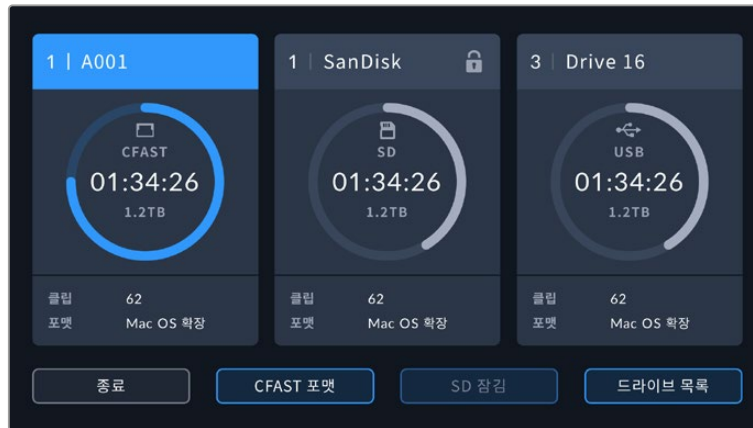 1 | A001
CFAST
01:34:26
1.2TB
클립 62
포맷 Mac OS 확장
1 | SanDisk
SD
01:34:26
1.2TB
클립 62
포맷 Mac OS 확장
3 | Drive 16
USB
01:34:26
1.2TB
클립 62
포맷 Mac OS 확장
종료
CFAST 포맷
SD 잠김
드라이브 목록